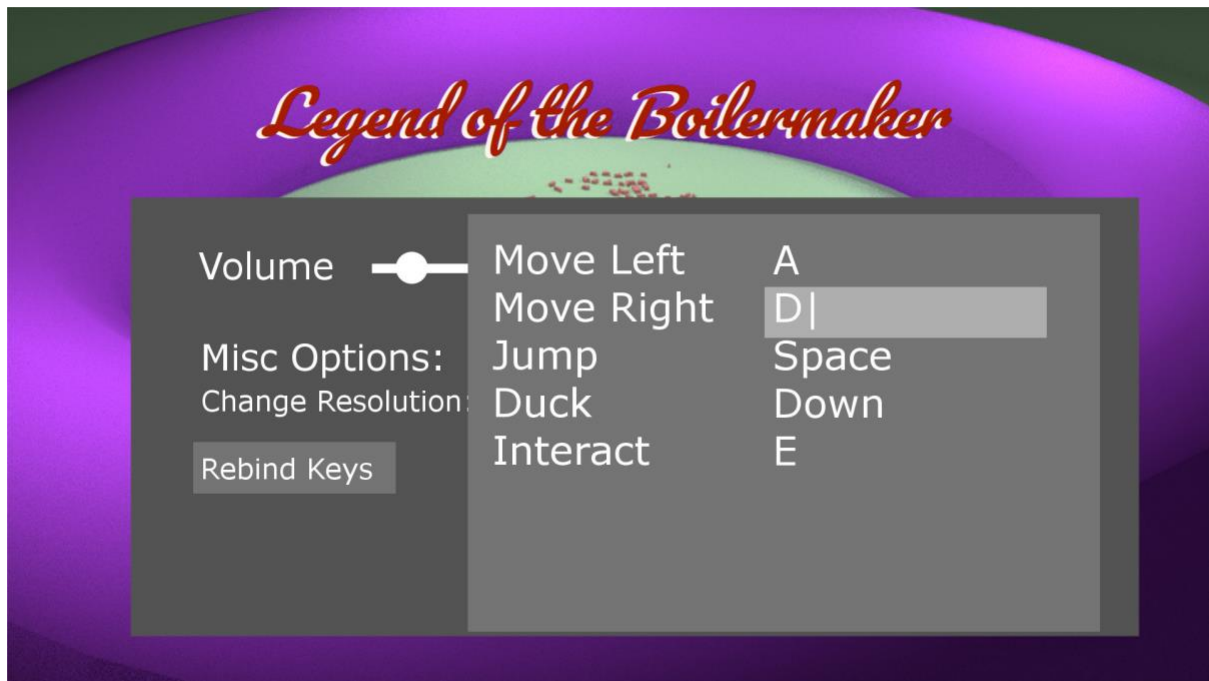 Legend of the Boilermaker
Volume
Misc Options:
Change Resolution:
Rebind Keys
Move Left A
Move Right D|
Jump Space
Duck Down
Interact E